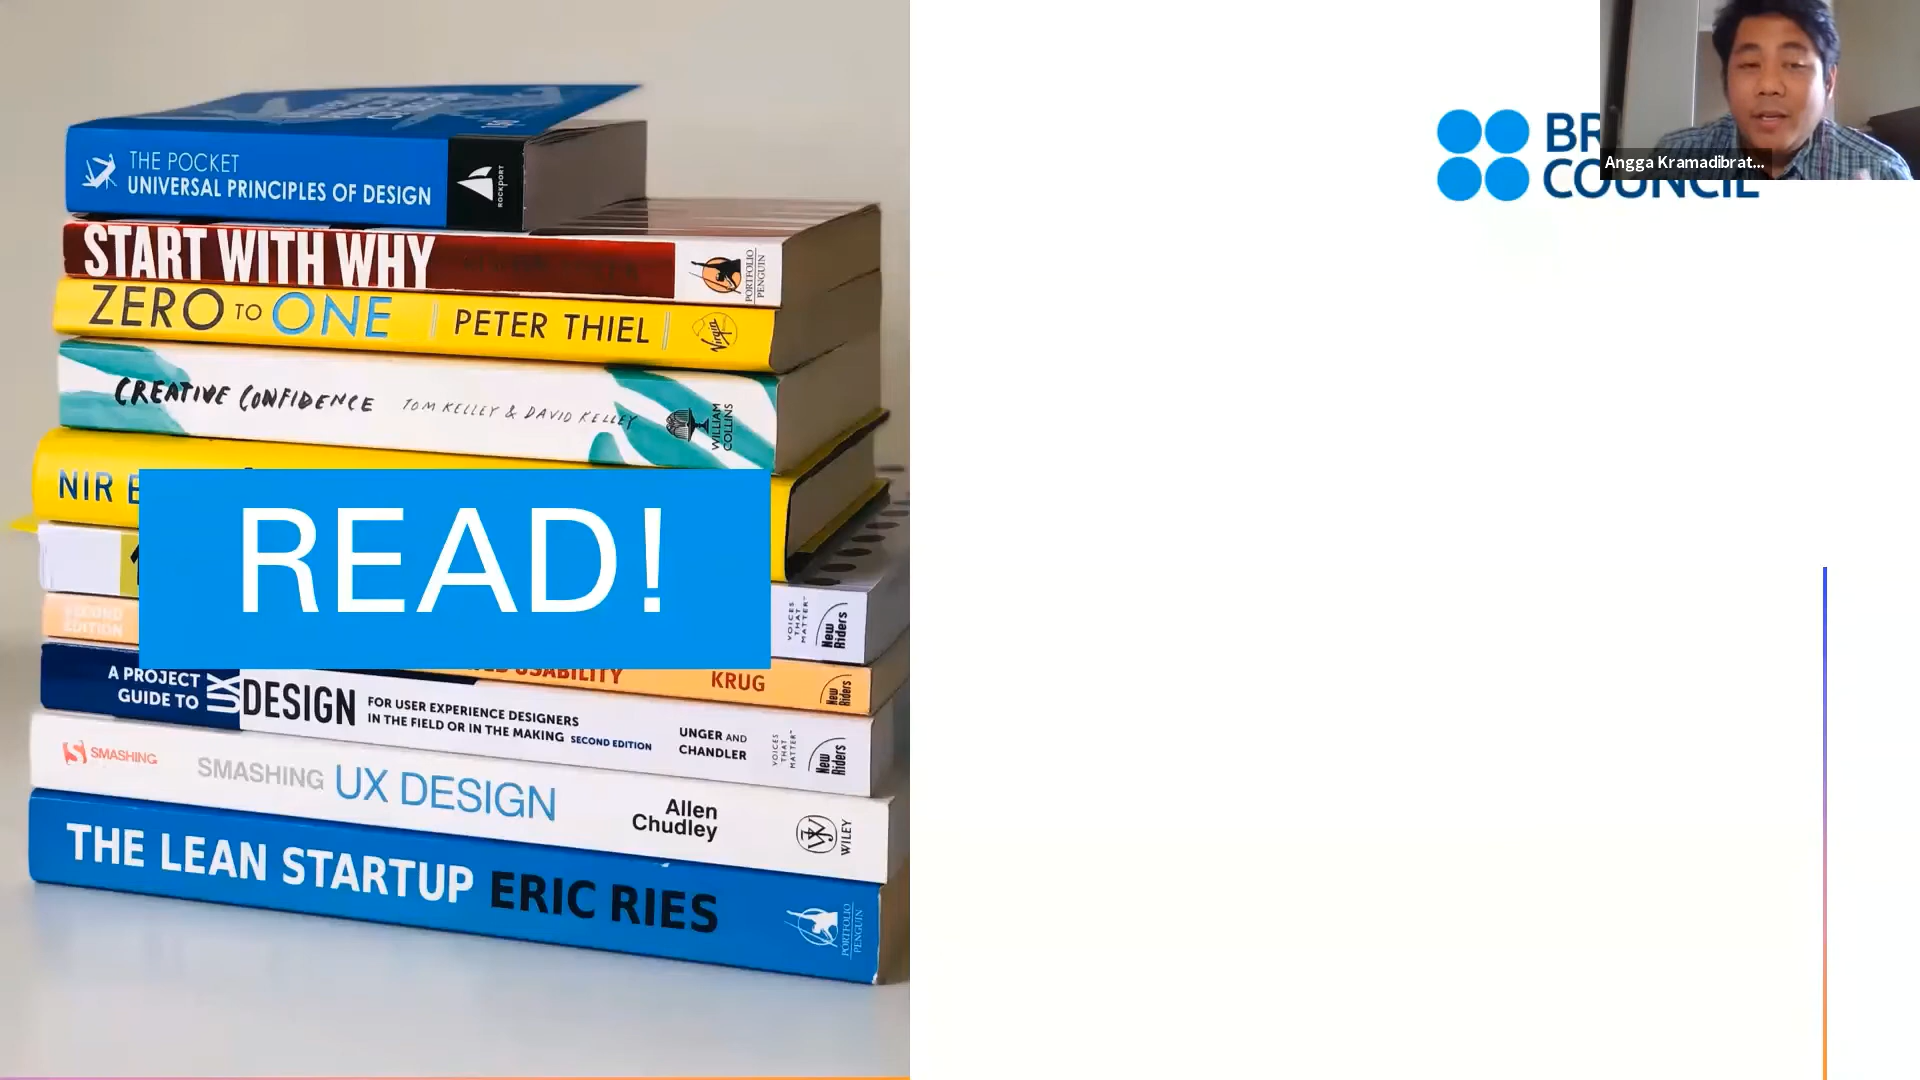 THE POCKET
UNIVERSAL PRINCIPLES OF DESIGN
ROCKPORT
START WITH WHY
PORTFOLIO
PENGUIN
ZERO TO ONE
PETER THIEL
Virgin
CREATIVE CONFIDENCE
TOM KELLEY & DAVID KELLEY
WILLIAM
COLLINS
NIR
READ!
VOICES
THAT
MATTER™
New
Riders
SECOND
EDITION
USABILITY
KRUG
New
Riders
A PROJECT
GUIDE TO
UX
DESIGN
FOR USER EXPERIENCE DESIGNERS
IN THE FIELD OR IN THE MAKING SECOND EDITION
UNGER AND
CHANDLER
VOICES
THAT
MATTER™
New
Riders
SMASHING
SMASHING UX DESIGN
Allen
Chudley
WILEY
THE LEAN STARTUP ERIC RIES
PORTFOLIO
PENGUIN
BR
COUNCIL
Angga Kramadibrat...